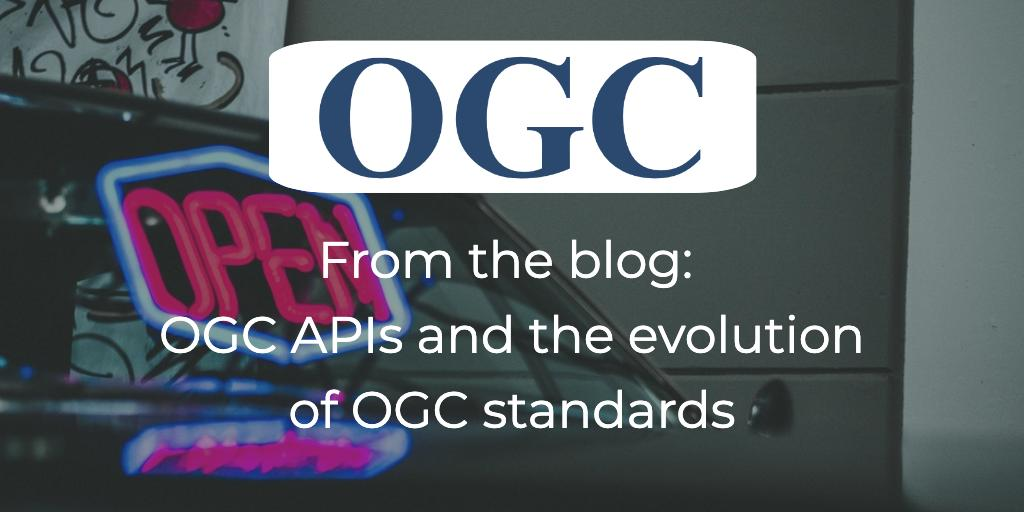 OGC
OPEN
From the blog:
OGC APIs and the evolution
of OGC standards